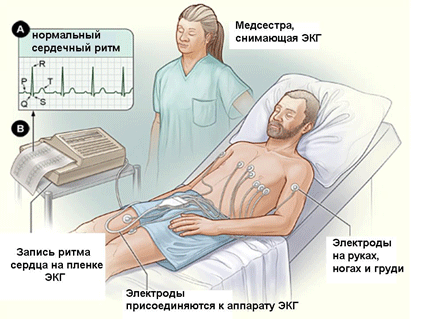 A
нормальный
сердечный ритм
R
P
T
Q
S
B
Медсестра,
снимающая ЭКГ
Запись ритма
сердца на пленке
ЭКГ
Электроды
присоединяются к аппарату ЭКГ
Электроды
на руках,
ногах и груди